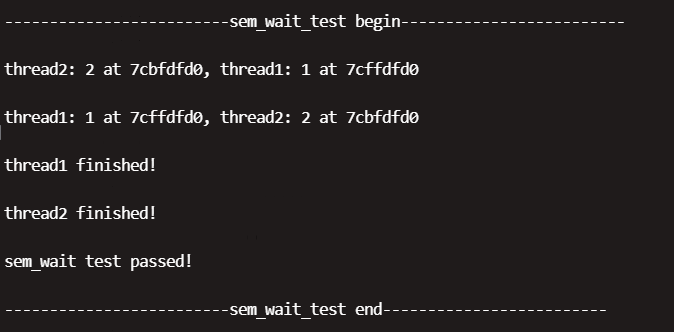 --------------------------sem_wait_test begin--------------------------
thread2: 2 at 7cbfdfd0, thread1: 1 at 7cffdfd0
thread1: 1 at 7cffdfd0, thread2: 2 at 7cbfdfd0
thread1 finished!
thread2 finished!
sem_wait test passed!
--------------------------sem_wait_test end--------------------------